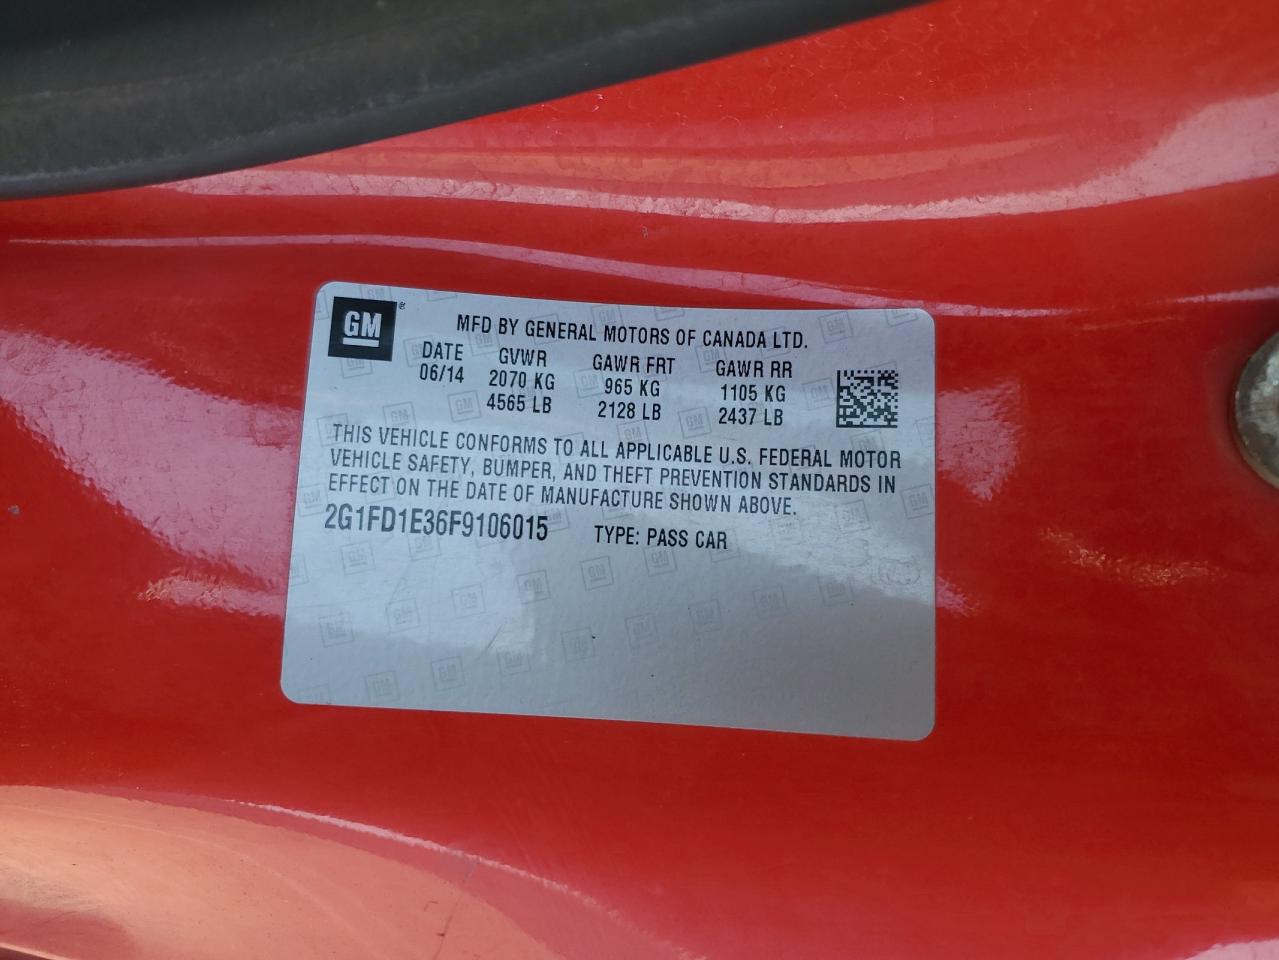 GM
MFD BY GENERAL MOTORS OF CANADA LTD.
DATE GVWR GAWR FRT GAWR RR
06/14 2070 KG 965 KG 1105 KG
4565 LB 2128 LB 2437 LB
THIS VEHICLE CONFORMS TO ALL APPLICABLE U.S. FEDERAL MOTOR
VEHICLE SAFETY, BUMPER, AND THEFT PREVENTION STANDARDS IN
EFFECT ON THE DATE OF MANUFACTURE SHOWN ABOVE.
2G1FD1E36F9106015 TYPE: PASS CAR